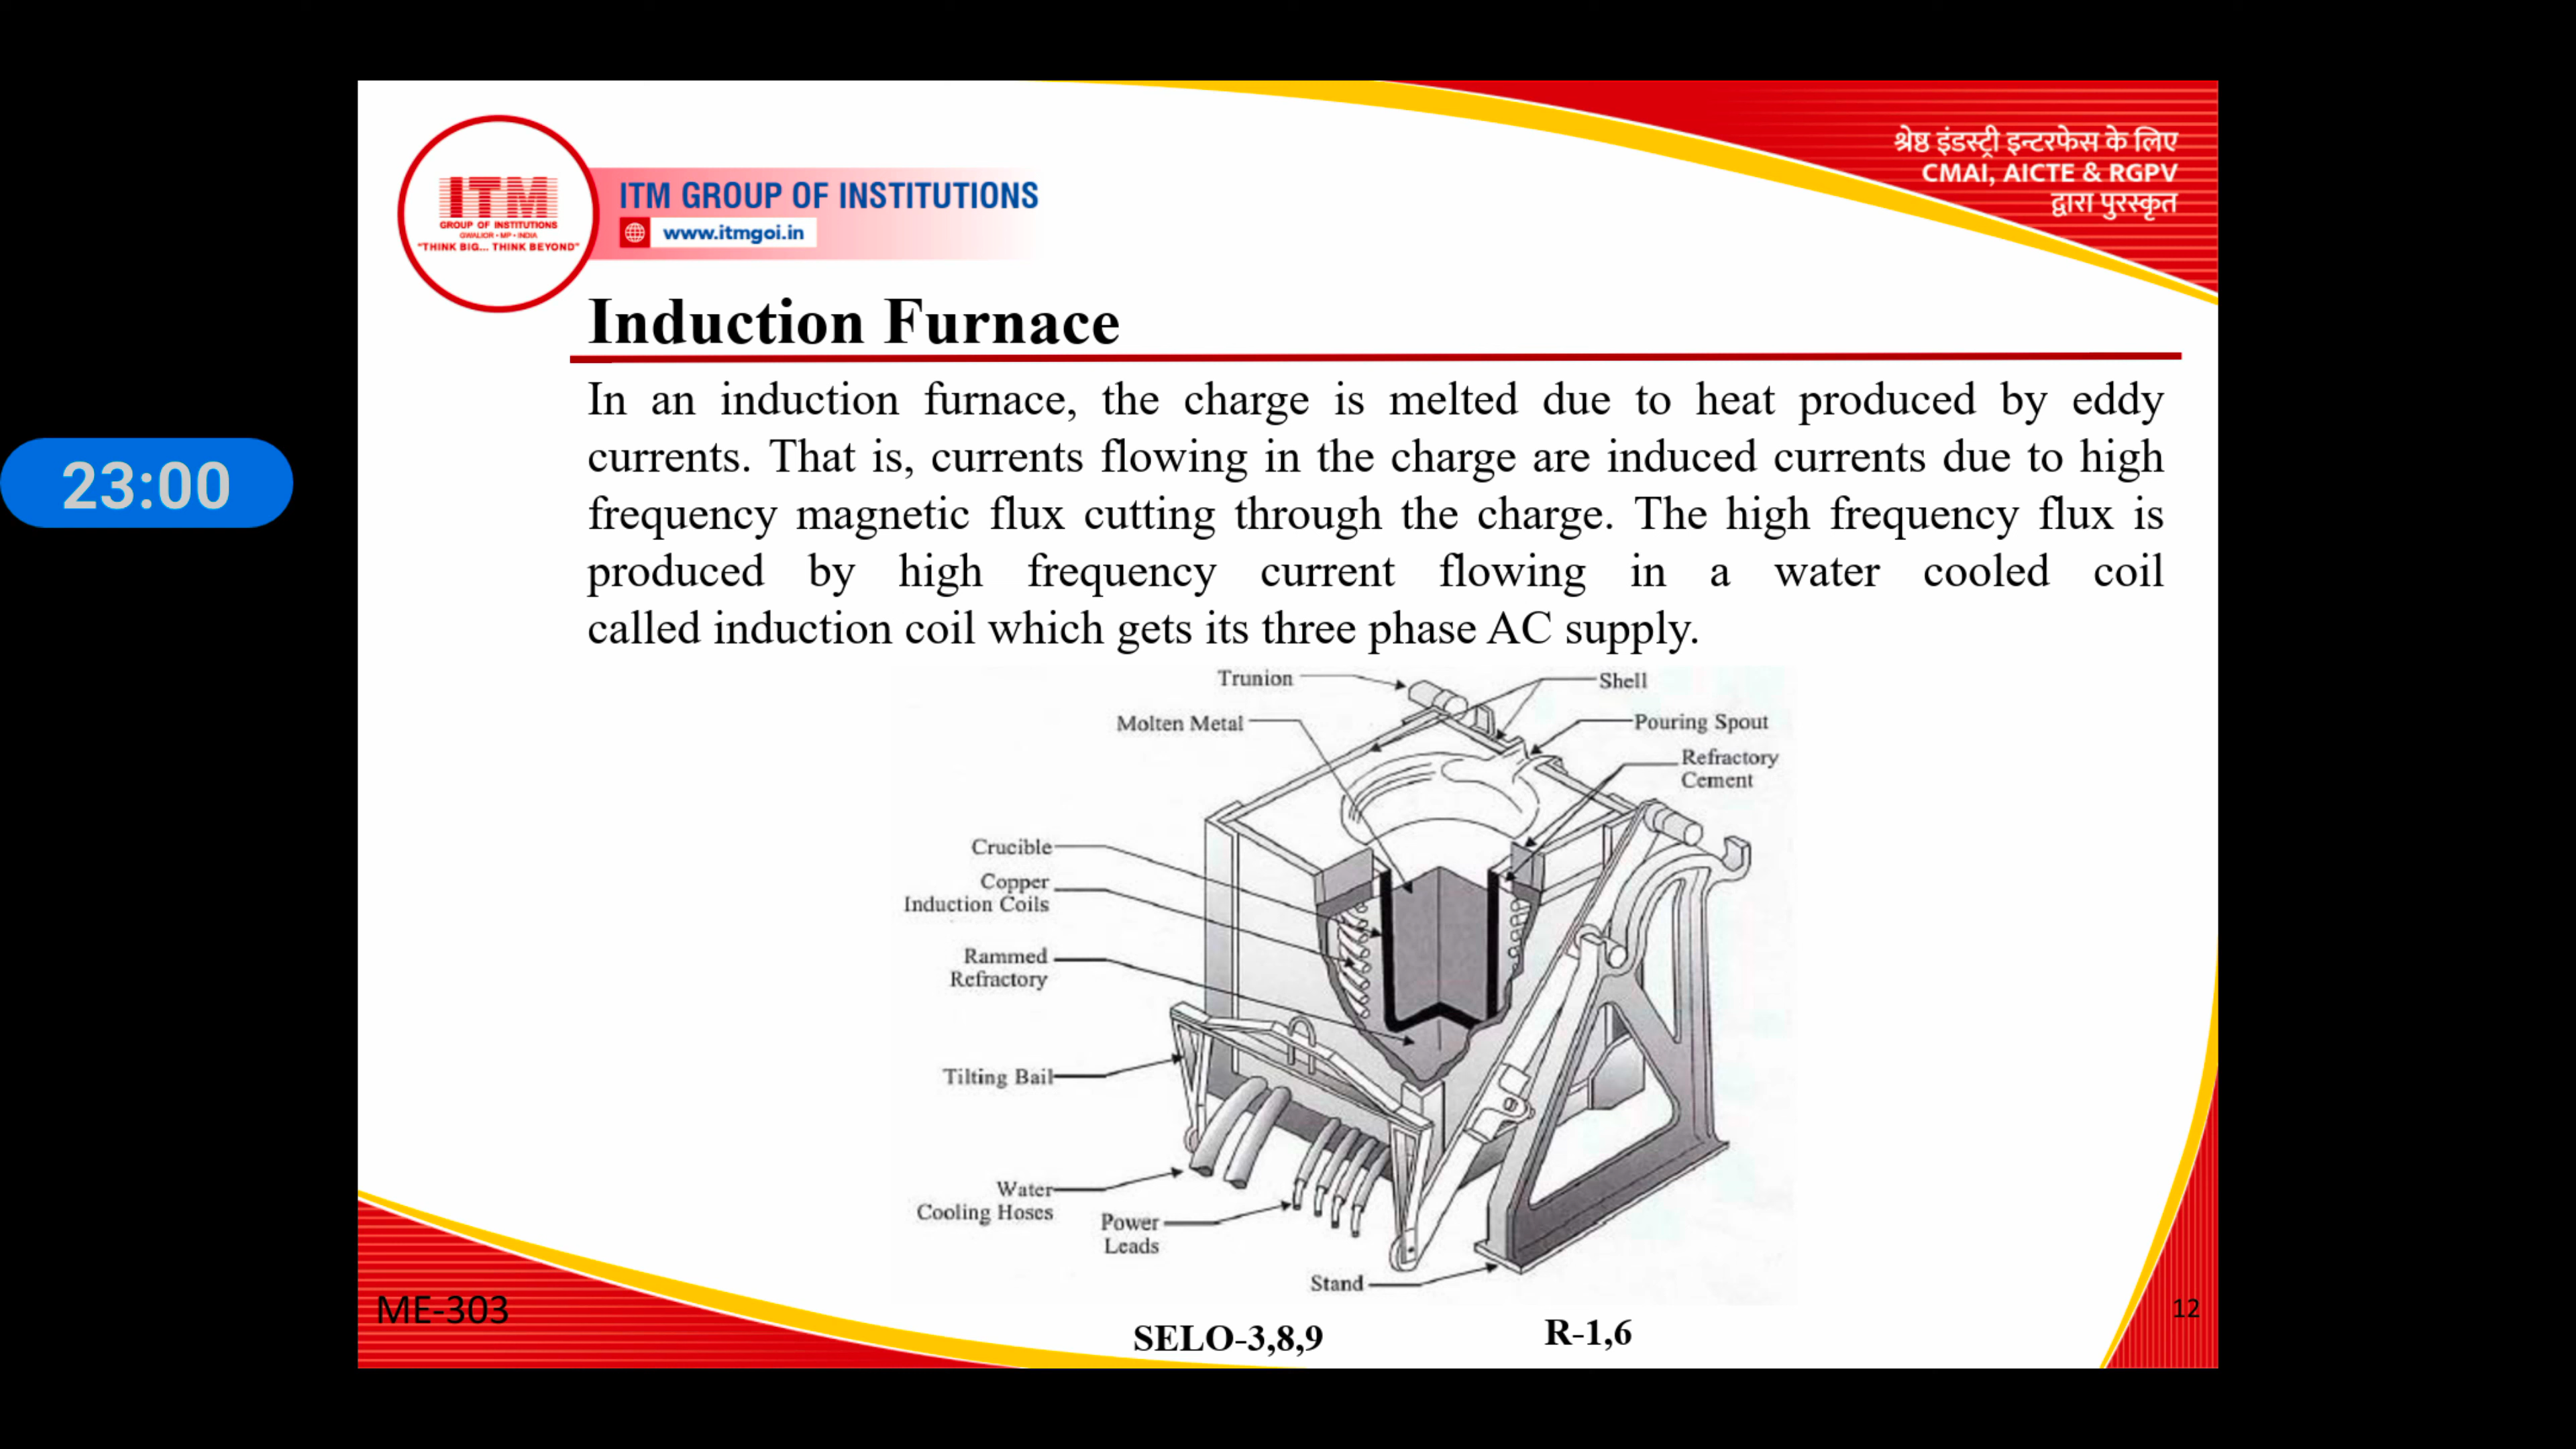 23:00
ITM
GROUP OF INSTITUTIONS
GWALIOR • MP • INDIA
"THINK BIG... THINK BEYOND"
ITM GROUP OF INSTITUTIONS
www.itmgoi.in
श्रेष्ठ इंडस्ट्री इन्टरफेस के लिए
CMAI, AICTE & RGPV
द्वारा पुरस्कृत
Induction Furnace
In an induction furnace, the charge is melted due to heat produced by eddy
currents. That is, currents flowing in the charge are induced currents due to high
frequency magnetic flux cutting through the charge. The high frequency flux is
produced by high frequency current flowing in a water cooled coil
called induction coil which gets its three phase AC supply.
Trunion
Shell
Molten Metal
Pouring Spout
Refractory
Cement
Crucible
Copper
Induction Coils
Rammed
Refractory
Tilting Bail
Water
Cooling Hoses
Power
Leads
Stand
ME-303
SELO-3,8,9
R-1,6
12